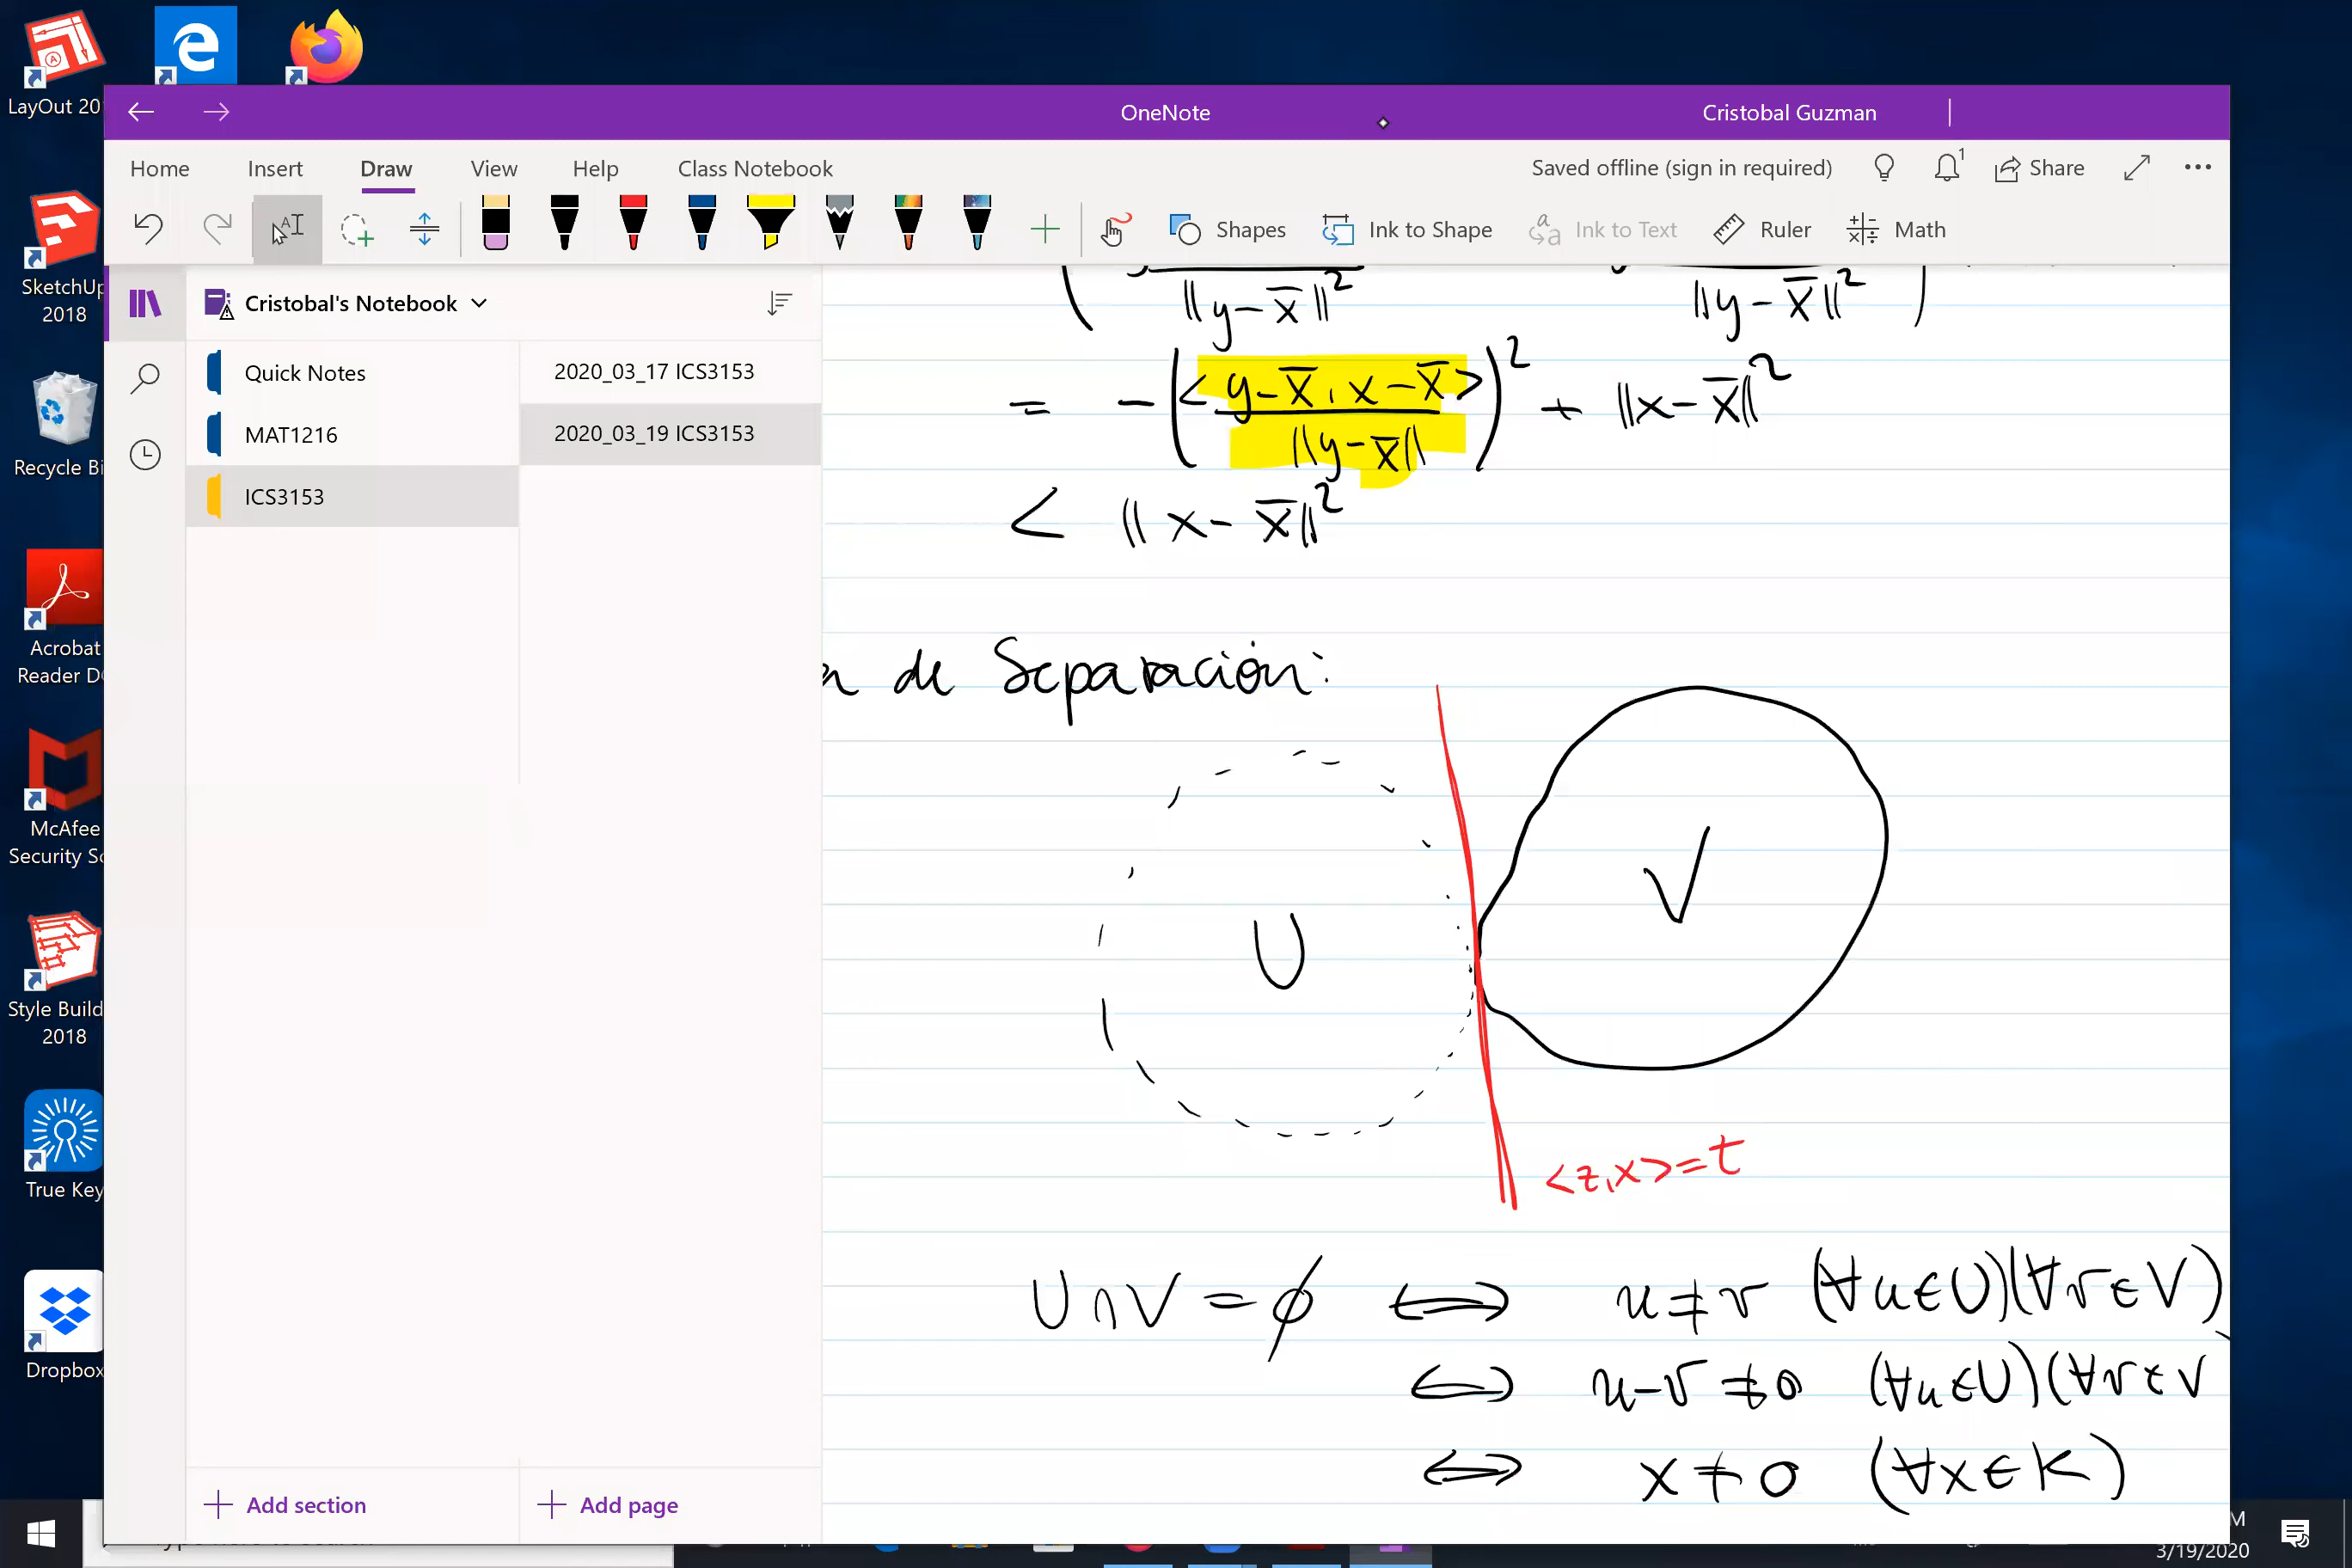 LayOut 20
OneNote
Cristobal Guzman
Home Insert Draw View Help Class Notebook
Saved offline (sign in required)
1
Share
Shapes
Ink to Shape
Ink to Text
Ruler
Math
SketchUp
2018
Cristobal's Notebook
Quick Notes
MAT1216
ICS3153
2020_03_17 ICS3153
2020_03_19 ICS3153
Recycle Bi
Acrobat
Reader D
McAfee
Security Sc
Style Build
2018
True Key
Dropbox
‖y-x̅‖² ‖y-x̅‖²
= -(<y-x̅, x-x̅>/‖y-x̅‖)² + ‖x-x̅‖²
< ‖x-x̅‖²
de Separación:
U
V
<z,x>=t
U∩V=∅ ⟺ u≠v (∀u∈U)(∀v∈V)
⟺ u-v≠0 (∀u∈U)(∀v∈V
⟺ x≠0 (∀x∈K)
Add section
Add page
M
3/19/2020